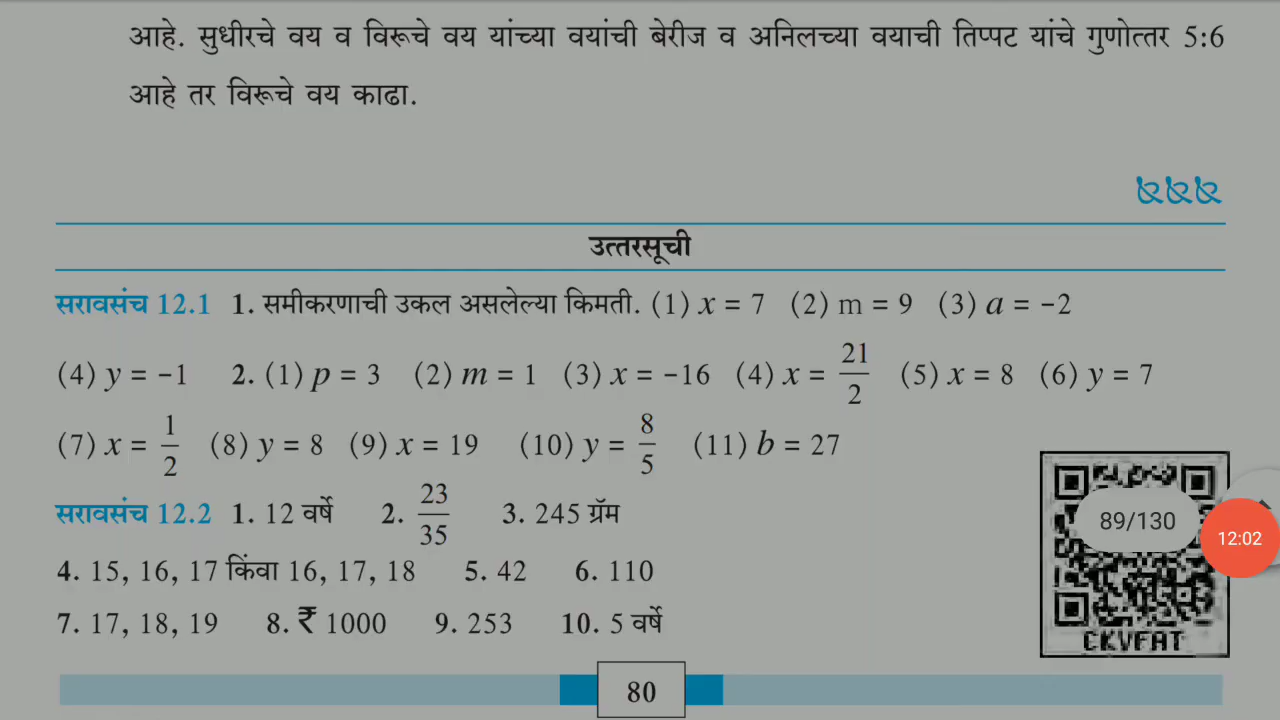 आहे. सुधीरचे वय व विरूचे वय यांच्या वयांची बेरीज व अनिलच्या वयाची तिप्पट यांचे गुणोत्तर 5:6
आहे तर विरूचे वय काढा.
उत्तरसूची
सरावसंच 12.1 1. समीकरणाची उकल असलेल्या किमती. (1) x = 7 (2) m = 9 (3) a = −2
(4) y = −1 2. (1) p = 3 (2) m = 1 (3) x = −16 (4) x = 21/2 (5) x = 8 (6) y = 7
(7) x = 1/2 (8) y = 8 (9) x = 19 (10) y = 8/5 (11) b = 27
सरावसंच 12.2 1. 12 वर्षे 2. 23/35 3. 245 ग्रॅम
4. 15, 16, 17 किंवा 16, 17, 18 5. 42 6. 110
7. 17, 18, 19 8. ₹ 1000 9. 253 10. 5 वर्षे
89/130
12:02
CKVFAT
80